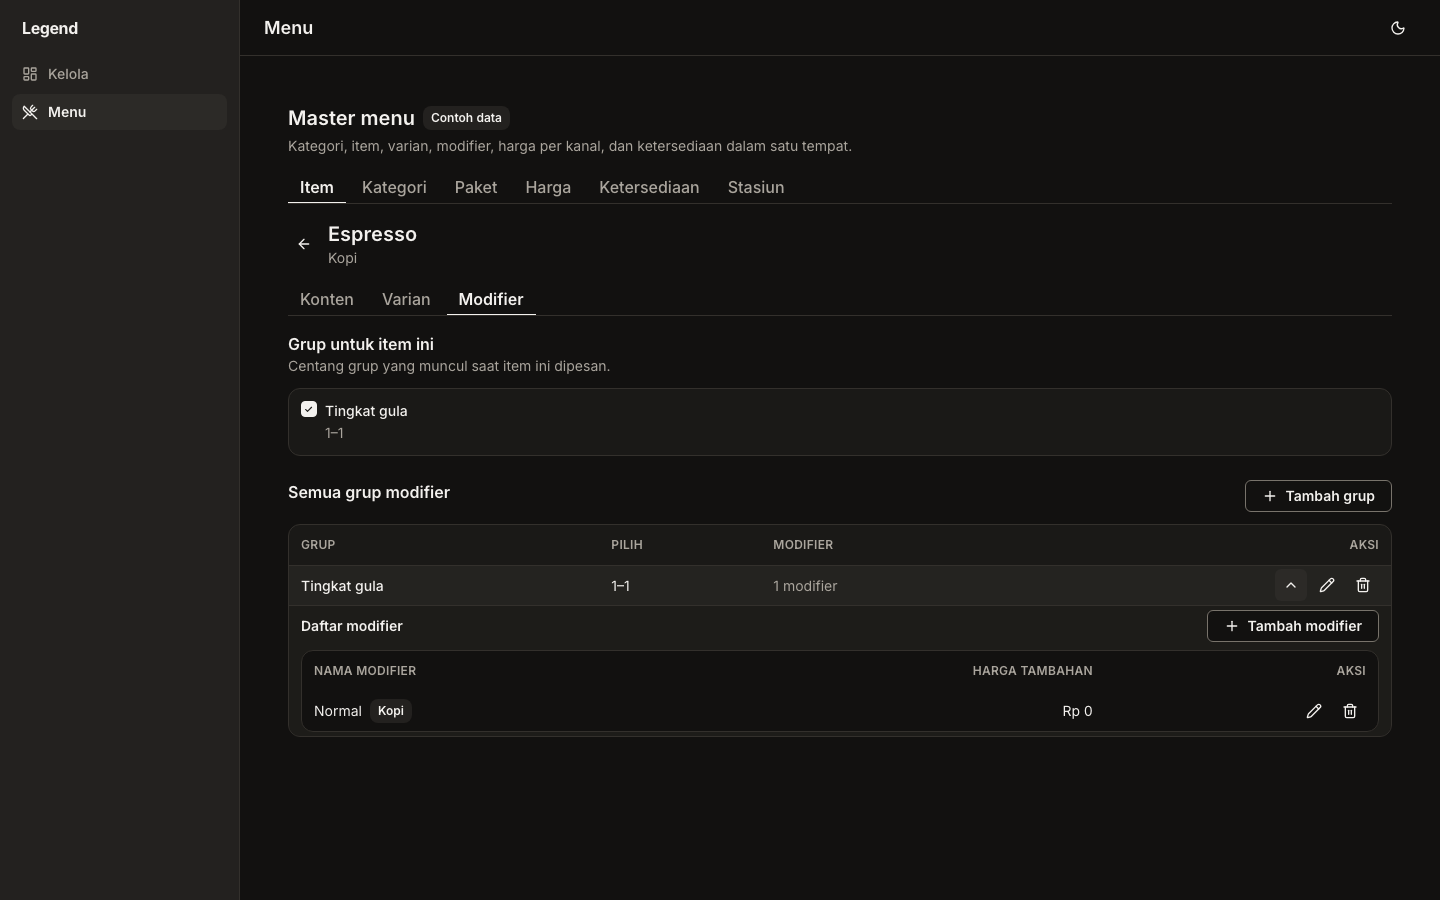 Legend
Menu
Kelola
Menu
Master menu Contoh data
Kategori, item, varian, modifier, harga per kanal, dan ketersediaan dalam satu tempat.
Item Kategori Paket Harga Ketersediaan Stasiun
Espresso
Kopi
Konten Varian Modifier
Grup untuk item ini
Centang grup yang muncul saat item ini dipesan.
Tingkat gula
1–1
Semua grup modifier
Tambah grup
GRUP PILIH MODIFIER AKSI
Tingkat gula 1–1 1 modifier
Daftar modifier
Tambah modifier
NAMA MODIFIER HARGA TAMBAHAN AKSI
Normal Kopi Rp 0